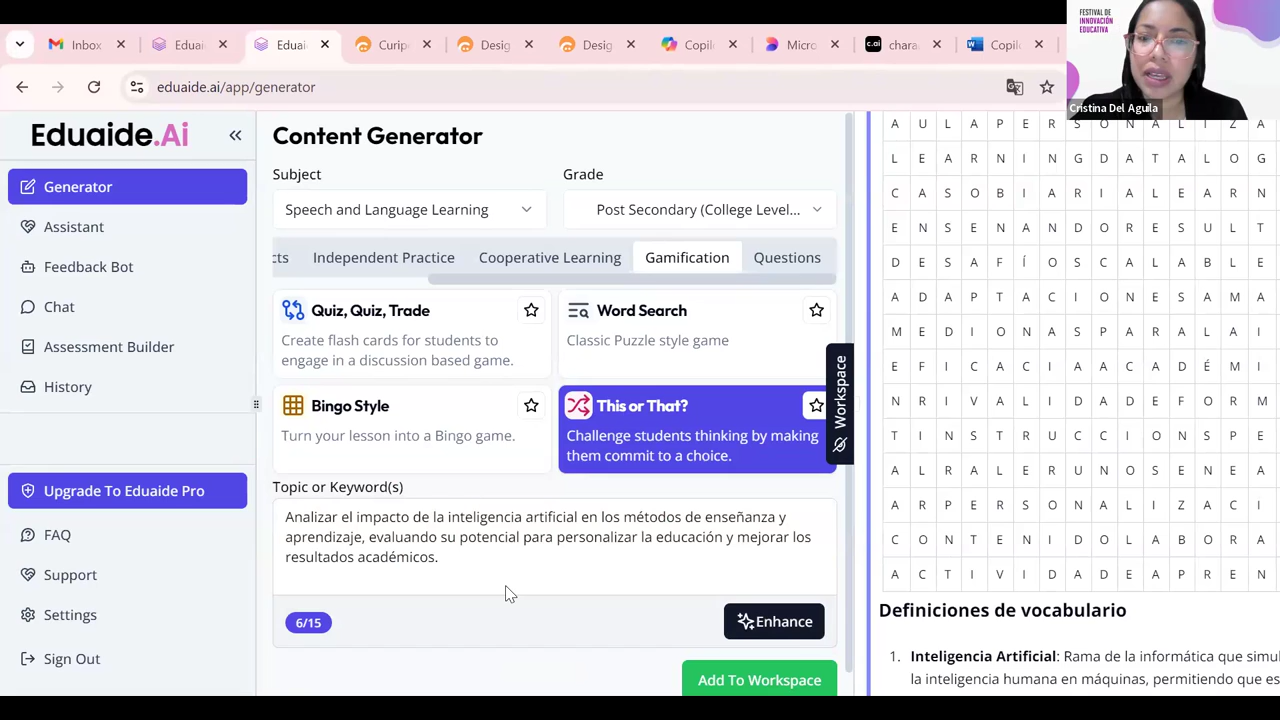 Inbox
Eduai
Eduai
Curip
Desig
Desig
Copil
Micro
c.ai
chara
Copil
FESTIVAL DE
INNOVACIÓN
EDUCATIVA
Cristina Del Aguila
eduaide.ai/app/generator
Eduaide.Ai
Generator
Assistant
Feedback Bot
Chat
Assessment Builder
History
Upgrade To Eduaide Pro
FAQ
Support
Settings
Sign Out
Content Generator
Subject
Grade
Speech and Language Learning
Post Secondary (College Level...
cts
Independent Practice
Cooperative Learning
Gamification
Questions
Quiz, Quiz, Trade
Create flash cards for students to
engage in a discussion based game.
Word Search
Classic Puzzle style game
Bingo Style
Turn your lesson into a Bingo game.
This or That?
Challenge students thinking by making
them commit to a choice.
Workspace
Topic or Keyword(s)
Analizar el impacto de la inteligencia artificial en los métodos de enseñanza y
aprendizaje, evaluando su potencial para personalizar la educación y mejorar los
resultados académicos.
6/15
Enhance
Add To Workspace
A U L A P E R S O N A L I Z A
L E A R N I N G D A T A L O G
C A S O B I A R I A L E A R N
E N S E N A N D O R E S U L T
D E S A F Í O S C A L A B L E
A D A P T A C I O N E S A M A
M E D I O N A S P A R A L A I
E F I C A C I A A C A D É M I
N R I V A L I D A D E F O R M
T I N S T R U C C I O N S P E
A L R A L E R U N O S E N E A
A R P E R S O N A L I Z A C I
C O N T E N I D O L A B O R A
A C T I V I D A D E A P R E N
Definiciones de vocabulario
1. Inteligencia Artificial: Rama de la informática que simul
la inteligencia humana en máquinas, permitiendo que es